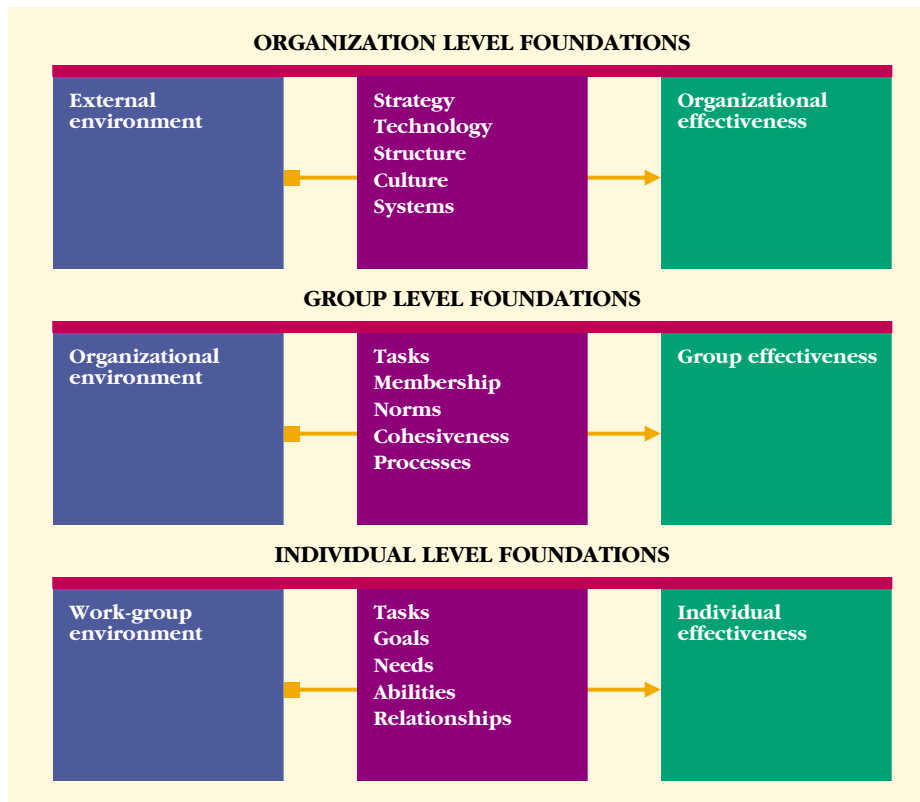 ORGANIZATION LEVEL FOUNDATIONS
External
environment
Strategy
Technology
Structure
Culture
Systems
Organizational
effectiveness
GROUP LEVEL FOUNDATIONS
Organizational
environment
Tasks
Membership
Norms
Cohesiveness
Processes
Group effectiveness
INDIVIDUAL LEVEL FOUNDATIONS
Work-group
environment
Tasks
Goals
Needs
Abilities
Relationships
Individual
effectiveness